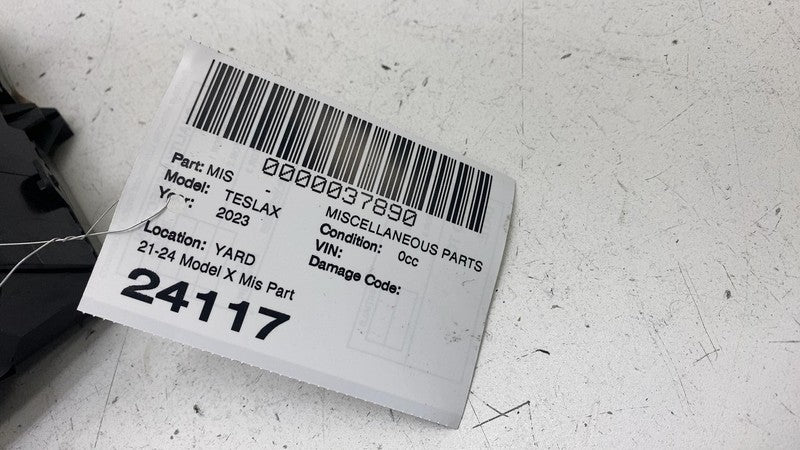 0000037890
Part: MIS - MISCELLANEOUS PARTS
Model: TESLAX Condition: 0cc
Year: 2023 VIN:
Damage Code:
Location: YARD
21-24 Model X Mis Part
24117